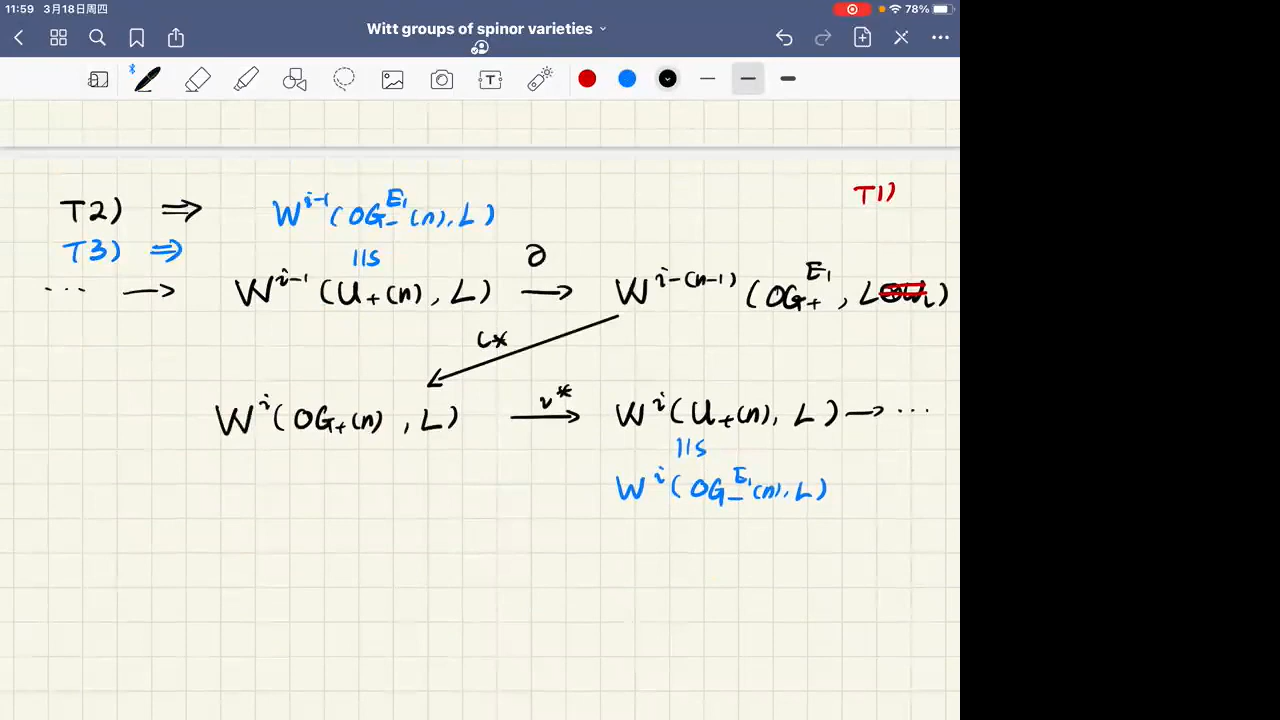 11:59 3月18日周四 78%
Witt groups of spinor varieties
T
T1)
T2) ⇒ W^{i-1}(OG_-^{E_1}(n), L)
T3) ⇒ ||s
··· → W^{i-1}(U_+(n), L) →^∂ W^{i-(n-1)}(OG_+^{E_1}, L)
ι_*
W^i(OG_+(n), L) →^{v^*} W^i(U_+(n), L) → ···
||s
W^i(OG_-^{E_1}(n), L)